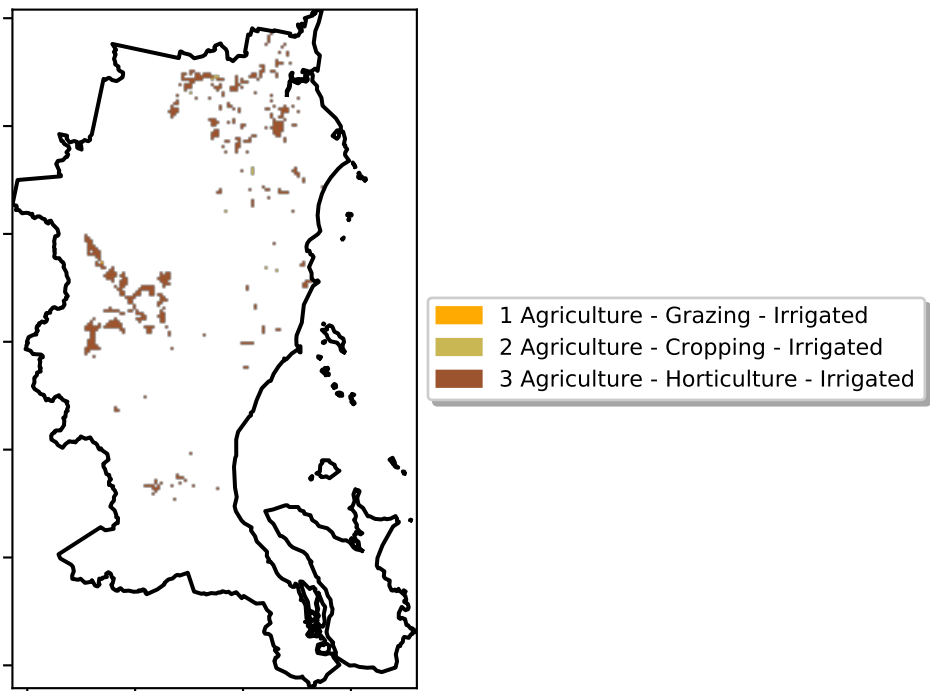 1 Agriculture - Grazing - Irrigated
2 Agriculture - Cropping - Irrigated
3 Agriculture - Horticulture - Irrigated